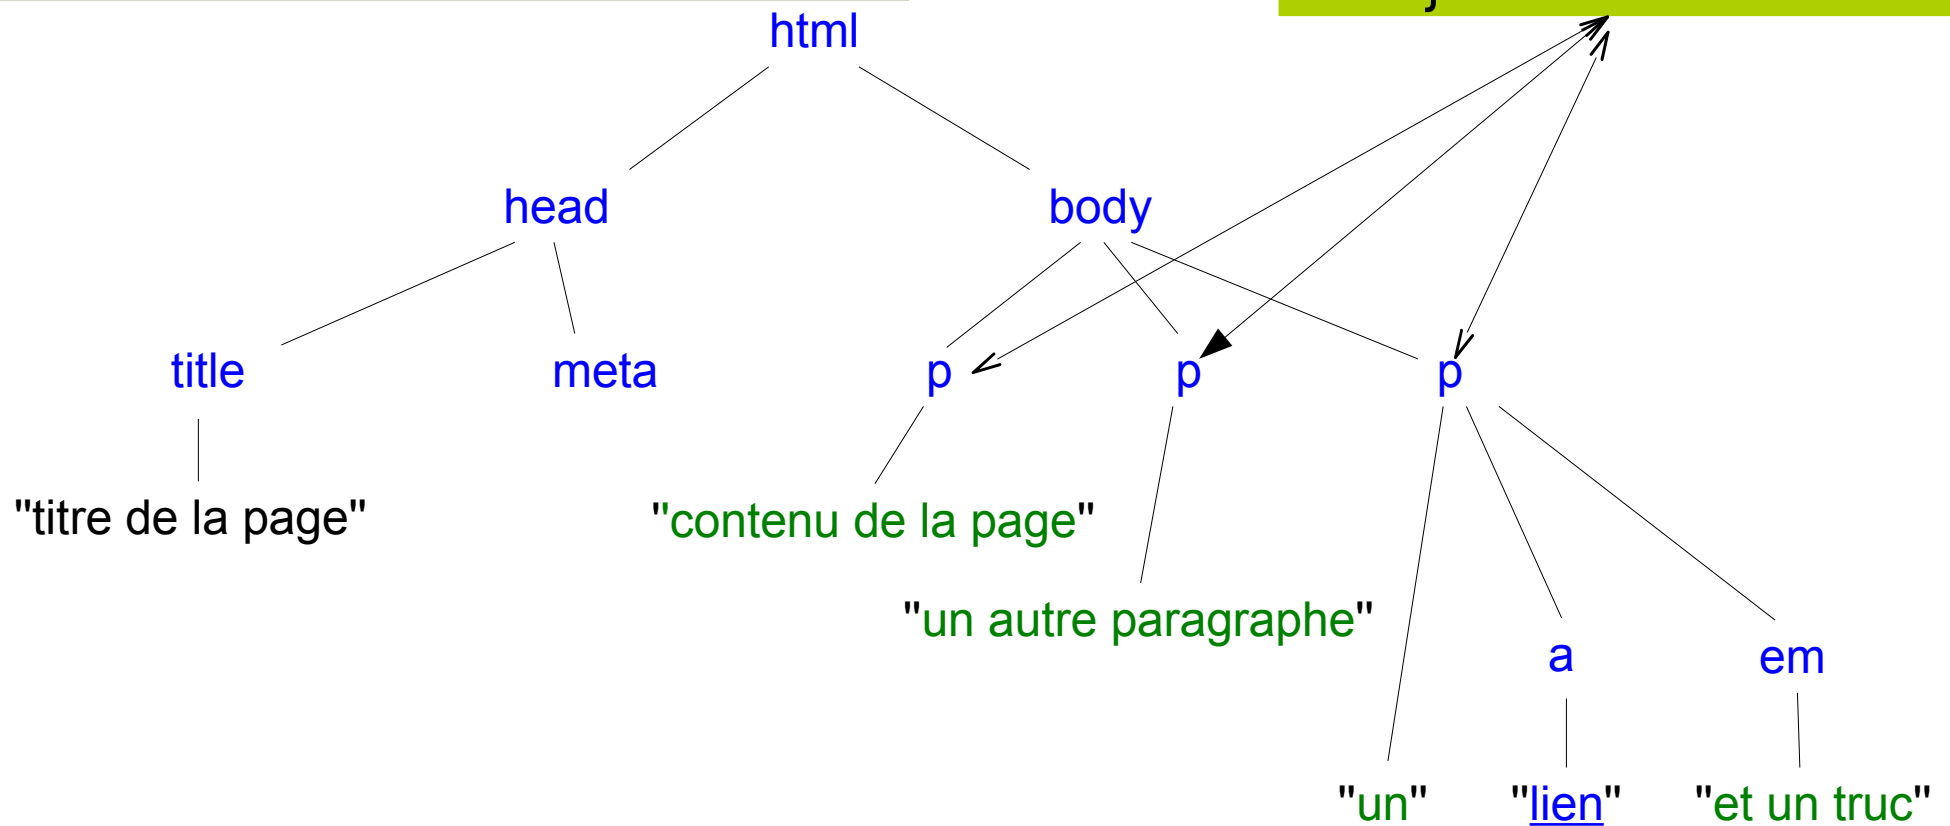 html
head
body
title
meta
p
p
p
"titre de la page"
"contenu de la page"
"un autre paragraphe"
a
em
"un"
"lien"
"et un truc"